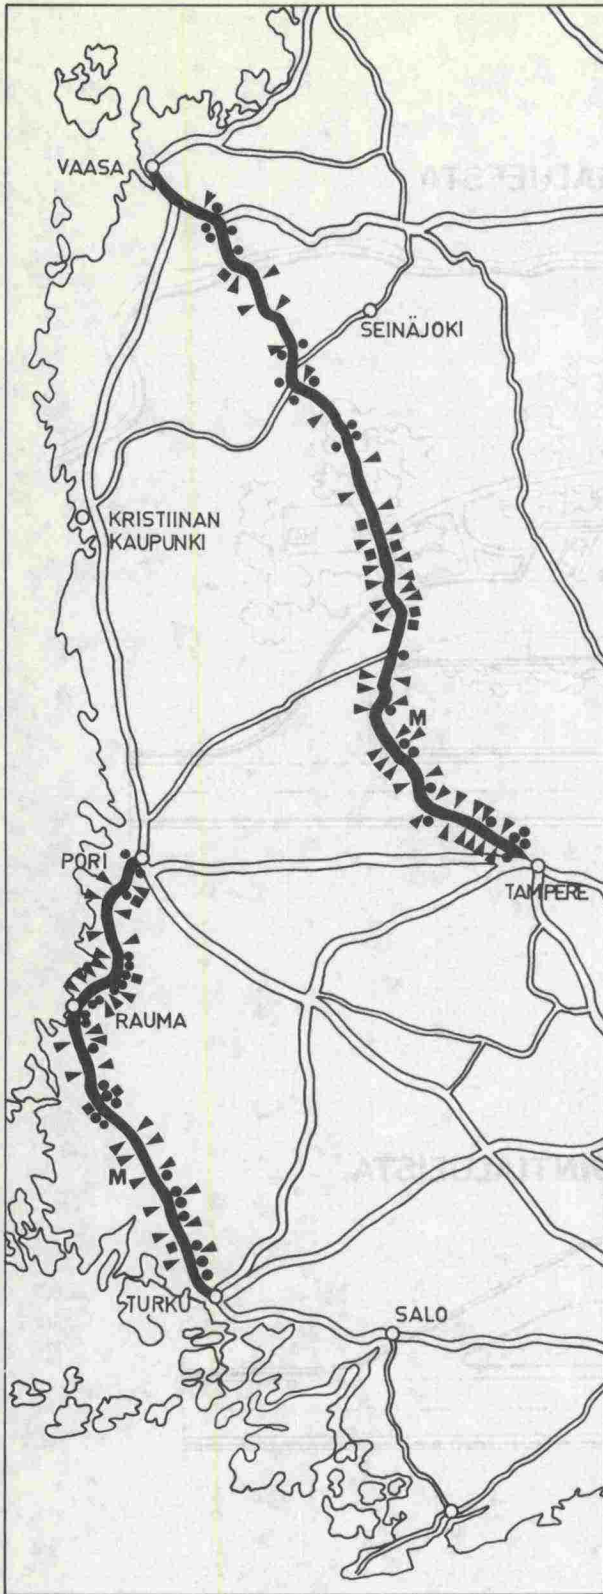 VAASA
SEINÄJOKI
KRISTIINAN
KAUPUNKI
M
PORI
TAMPERE
RAUMA
M
TURKU
SALO